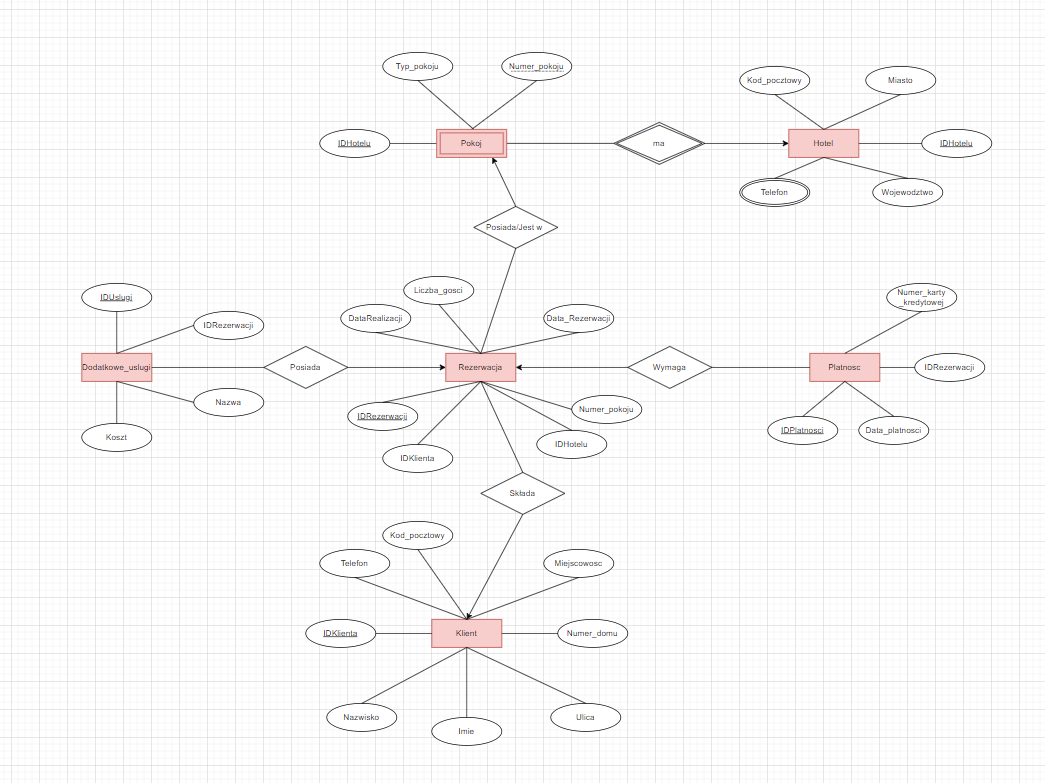 Typ_pokoju
Numer_pokoju
Kod_pocztowy
Miasto
IDHotelu
Pokoj
ma
Hotel
IDHotelu
Telefon
Wojewodztwo
Posiada/Jest w
IDUslugi
Liczba_gosci
Numer_karty
_kredytowej
IDRezerwacji
DataRealizacji
Data_Rezerwacji
Dodatkowe_uslugi
Posiada
Rezerwacja
Wymaga
Platnosc
IDRezerwacji
Nazwa
IDRezerwacji
Numer_pokoju
Koszt
IDKlienta
IDHotelu
IDPlatnosci
Data_platnosci
Składa
Kod_pocztowy
Telefon
Miejscowosc
IDKlienta
Klient
Numer_domu
Nazwisko
Imie
Ulica